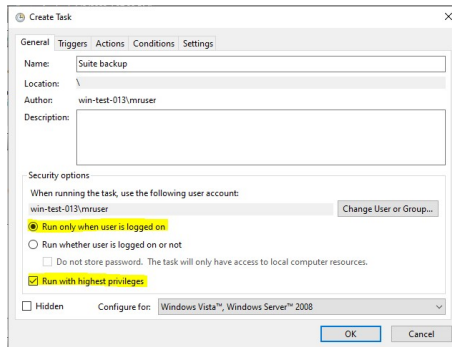 Create Task
General Triggers Actions Conditions Settings
Name: Suite backup
Location: \
Author: win-test-013\mruser
Description:
Security options
When running the task, use the following user account:
win-test-013\mruser Change User or Group...
Run only when user is logged on
Run whether user is logged on or not
Do not store password. The task will only have access to local computer resources.
Run with highest privileges
Hidden Configure for: Windows Vista™, Windows Server™ 2008
OK Cancel